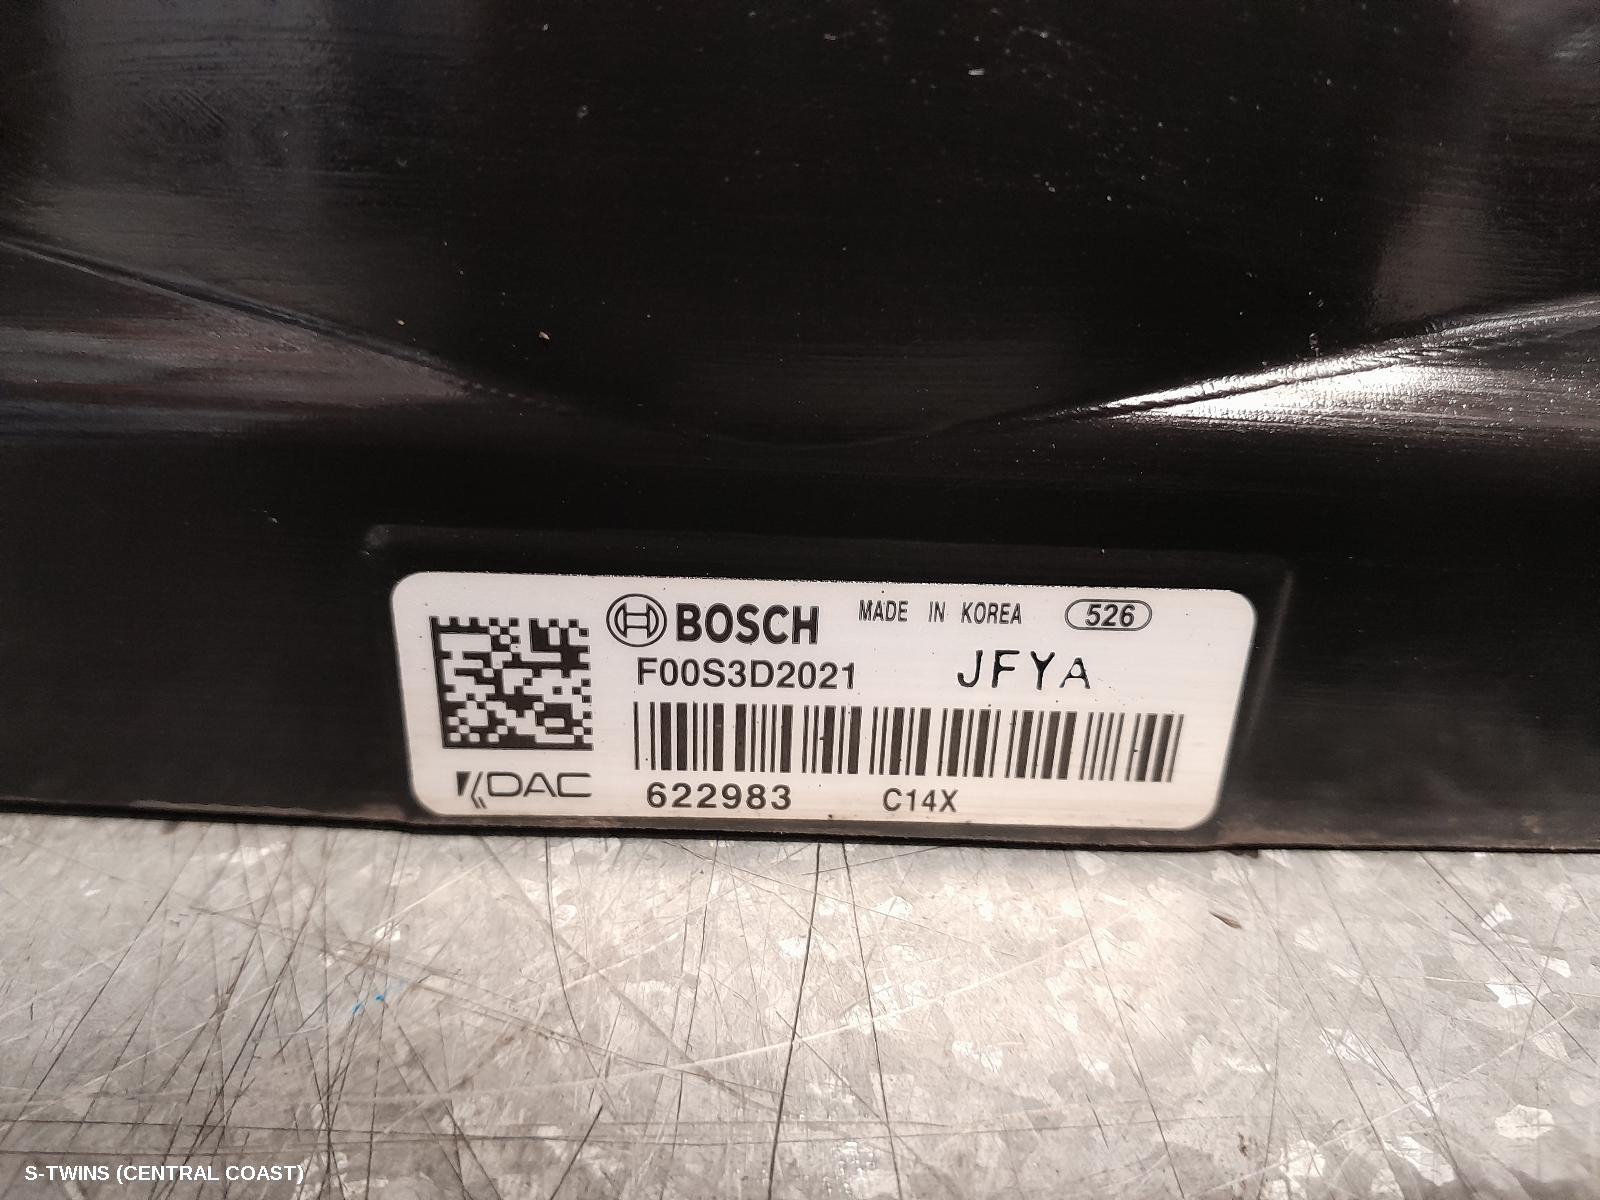 BOSCH MADE IN KOREA 526
F00S3D2021 JFYA
DAC 622983 C14X
S-TWINS (CENTRAL COAST)